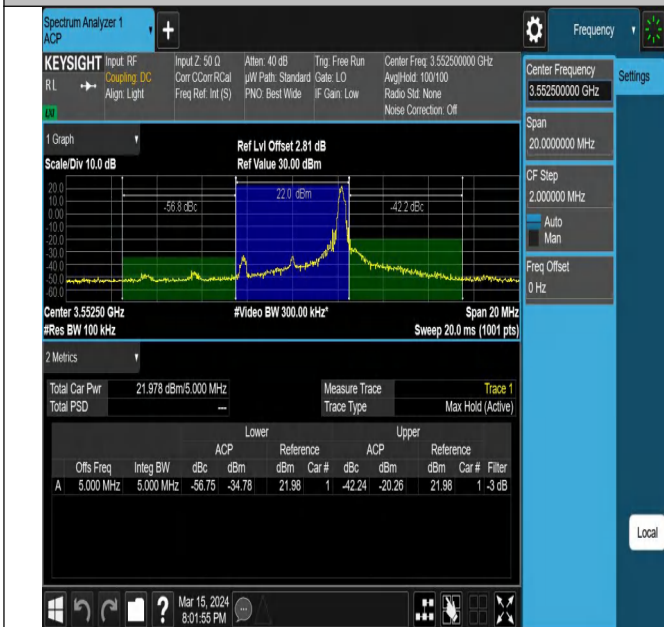 Spectrum Analyzer 1
ACP
Frequency
KEYSIGHT
RL
Input: RF
Coupling: DC
Align: Light
Input Z: 50 Ω
Corr CCorr RCal
Freq Ref: Int (S)
Atten: 40 dB
µW Path: Standard
PNO: Best Wide
Trig: Free Run
Gate: LO
IF Gain: Low
Center Freq: 3.552500000 GHz
Avg|Hold: 100/100
Radio Std: None
Noise Correction: Off
1 Graph
Scale/Div 10.0 dB
Ref Lvl Offset 2.81 dB
Ref Value 30.00 dBm
20.0
10.0
0.00
-10.0
-20.0
-30.0
-40.0
-50.0
-60.0
-56.8 dBc
22.0 dBm
-42.2 dBc
Center 3.55250 GHz
#Video BW 300.00 kHz*
Span 20 MHz
#Res BW 100 kHz
Sweep 20.0 ms (1001 pts)
2 Metrics
Total Car Pwr 21.978 dBm/5.000 MHz
Total PSD ---
Measure Trace Trace 1
Trace Type Max Hold (Active)
Lower Upper
ACP Reference ACP Reference
Offs Freq Integ BW dBc dBm dBm Car # dBc dBm dBm Car # Filter
A 5.000 MHz 5.000 MHz -56.75 -34.78 21.98 1 -42.24 -20.26 21.98 1 -3 dB
Center Frequency
3.552500000 GHz
Settings
Span
20.0000000 MHz
CF Step
2.000000 MHz
Auto
Man
Freq Offset
0 Hz
Local
Mar 15, 2024
8:01:55 PM